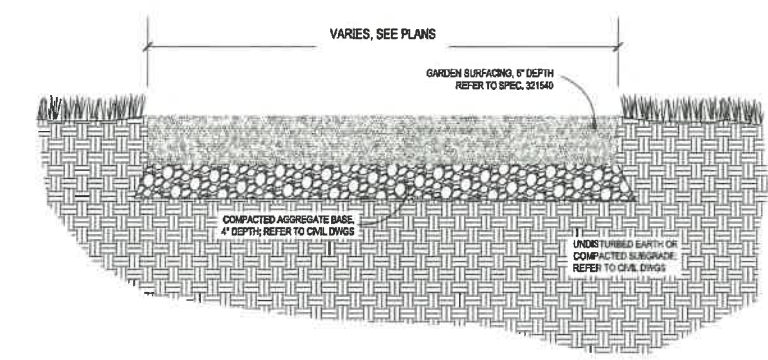 VARIES, SEE PLANS
GARDEN SURFACING, 6" DEPTH
REFER TO SPEC. 321540
COMPACTED AGGREGATE BASE,
4" DEPTH; REFER TO CIVIL DWGS
UNDISTURBED EARTH OR
COMPACTED SUBGRADE;
REFER TO CIVIL DWGS